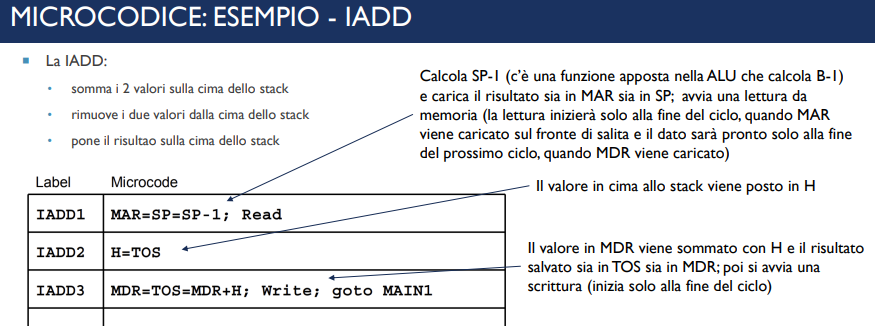 MICROCODICE: ESEMPIO - IADD
La IADD:
somma i 2 valori sulla cima dello stack
rimuove i due valori dalla cima dello stack
pone il risultao sulla cima dello stack
Calcola SP-1 (c'è una funzione apposta nella ALU che calcola B-1)
e carica il risultato sia in MAR sia in SP; avvia una lettura da
memoria (la lettura inizierà solo alla fine del ciclo, quando MAR
viene caricato sul fronte di salita e il dato sarà pronto solo alla fine
del prossimo ciclo, quando MDR viene caricato)
Il valore in cima allo stack viene posto in H
Il valore in MDR viene sommato con H e il risultato
salvato sia in TOS sia in MDR; poi si avvia una
scrittura (inizia solo alla fine del ciclo)
Label Microcode
IADD1 MAR=SP=SP-1; Read
IADD2 H=TOS
IADD3 MDR=TOS=MDR+H; Write; goto MAIN1